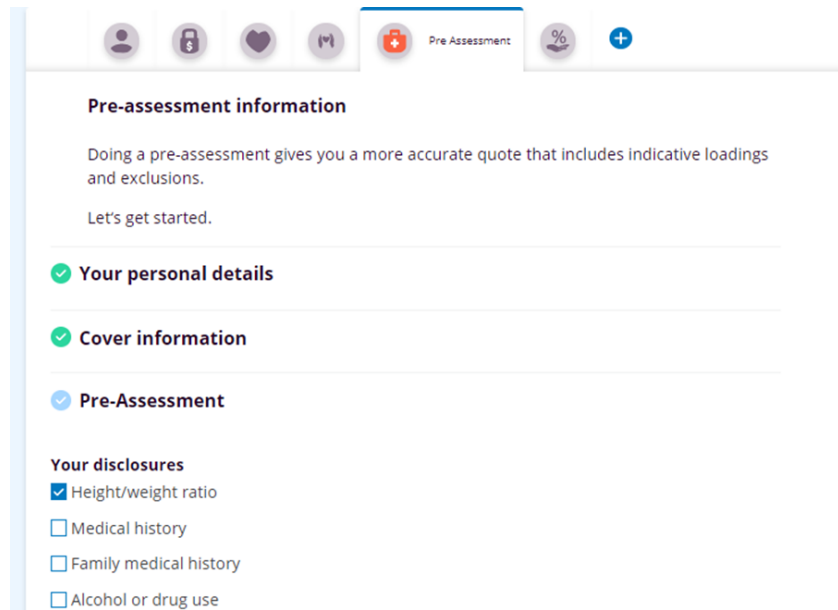 Pre Assessment
Pre-assessment information
Doing a pre-assessment gives you a more accurate quote that includes indicative loadings
and exclusions.
Let's get started.
Your personal details
Cover information
Pre-Assessment
Your disclosures
Height/weight ratio
Medical history
Family medical history
Alcohol or drug use